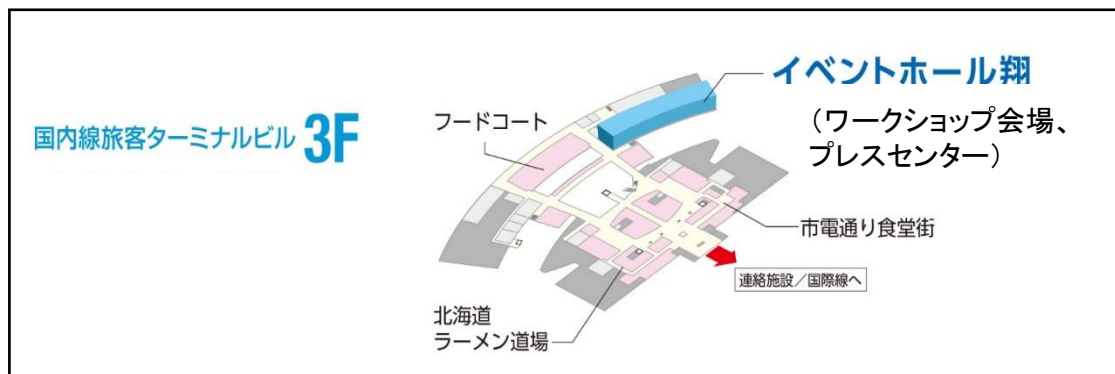 国内線旅客ターミナルビル 3F
イベントホール翔
（ワークショップ会場、
プレスセンター）
フードコート
市電通り食堂街
連絡施設／国際線へ
北海道
ラーメン道場